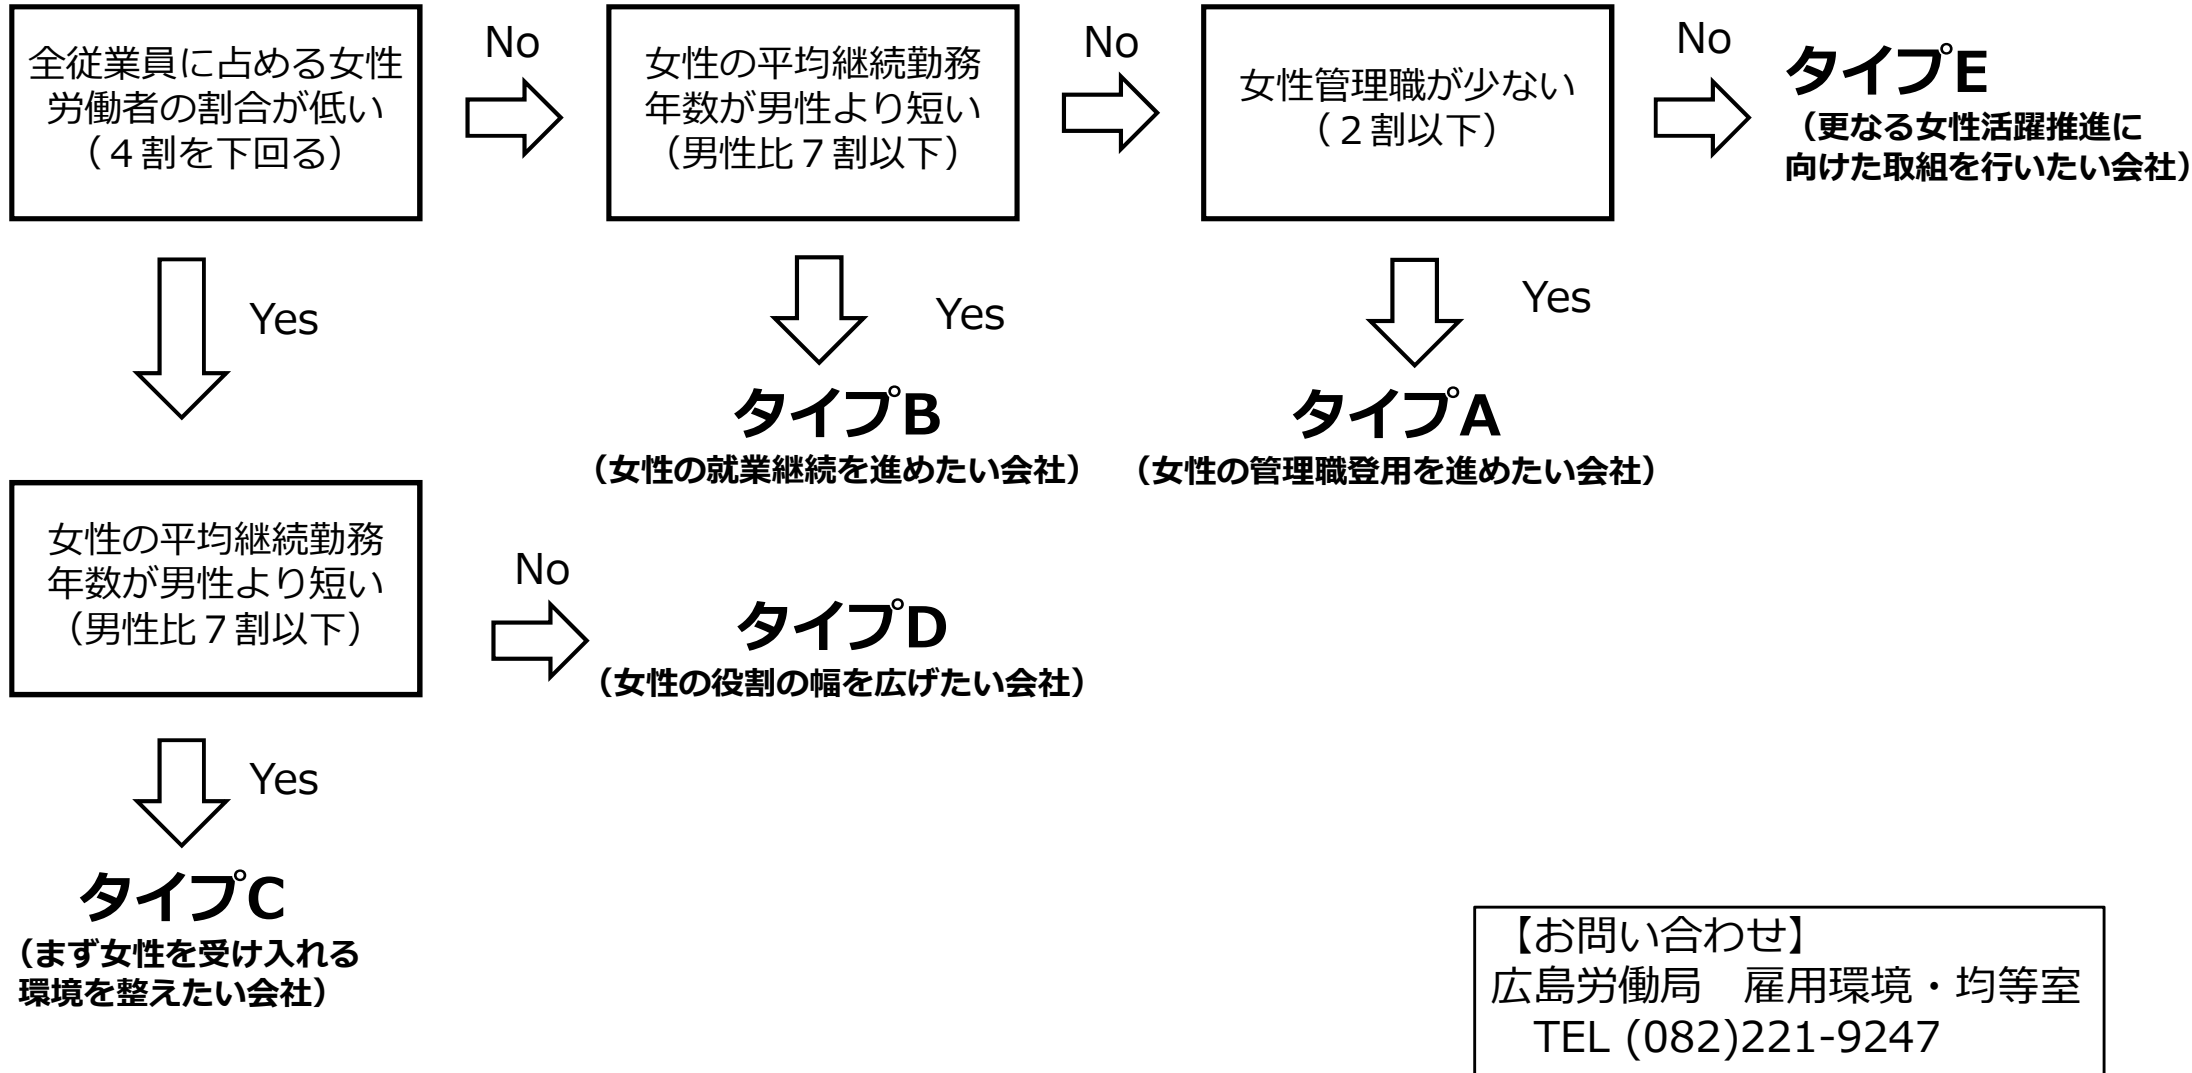 全従業員に占める女性
労働者の割合が低い
（４割を下回る）
No
女性の平均継続勤務
年数が男性より短い
（男性比７割以下）
No
女性管理職が少ない
（２割以下）
No
タイプE
（更なる女性活躍推進に
向けた取組を行いたい会社）
Yes
Yes
タイプB
（女性の就業継続を進めたい会社）
Yes
タイプA
（女性の管理職登用を進めたい会社）
女性の平均継続勤務
年数が男性より短い
（男性比７割以下）
No
タイプD
（女性の役割の幅を広げたい会社）
Yes
タイプC
（まず女性を受け入れる
環境を整えたい会社）
【お問い合わせ】
広島労働局　雇用環境・均等室
TEL (082)221-9247